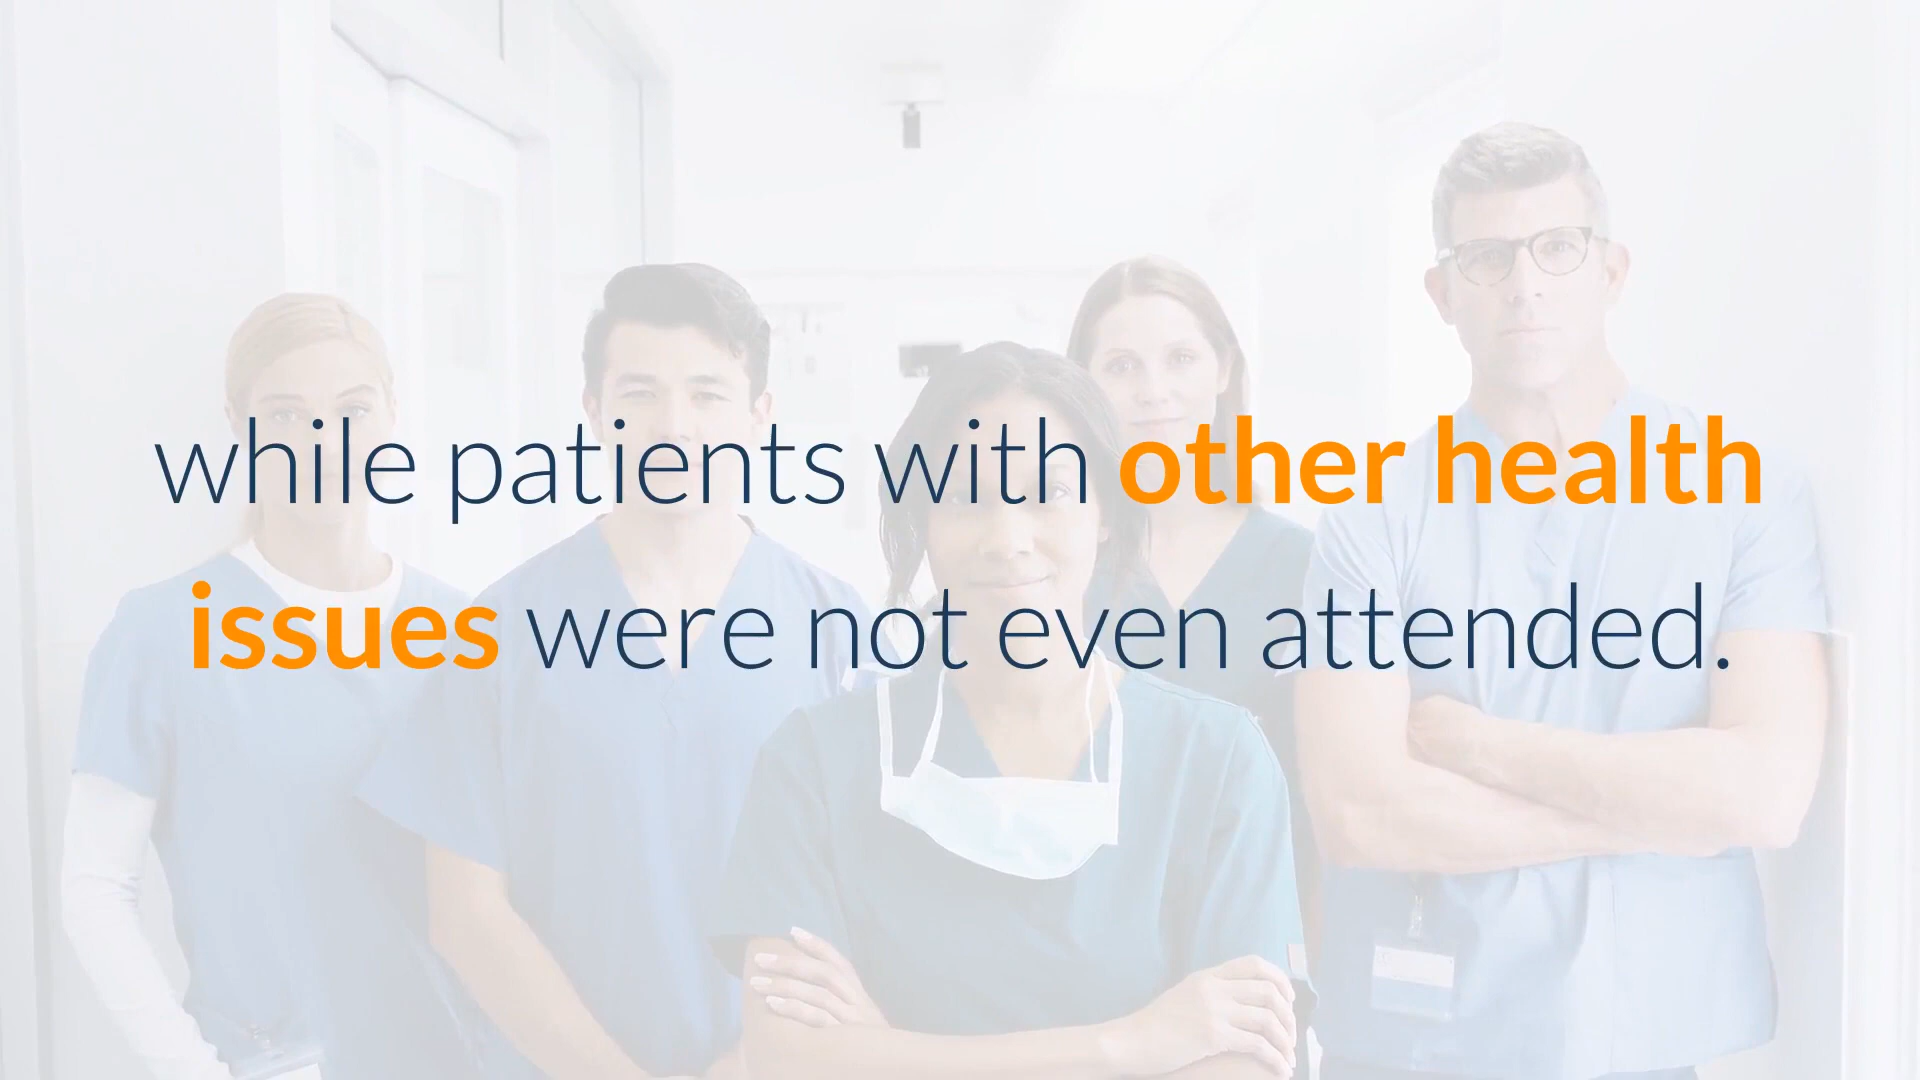 while patients with other health
issues were not even attended.